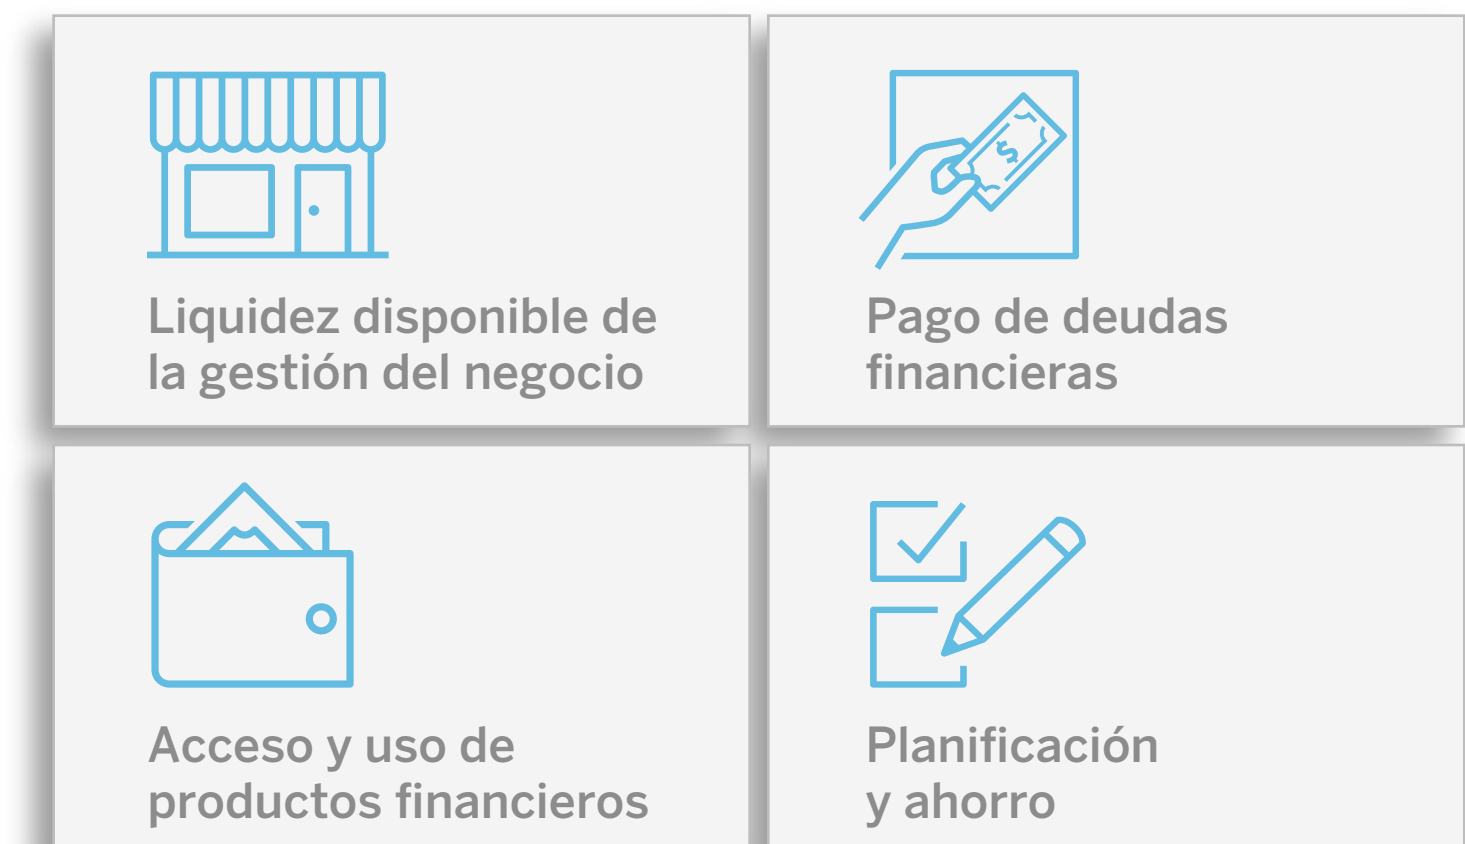 Liquidez disponible de
la gestión del negocio
$
Pago de deudas
financieras
Acceso y uso de
productos financieros
Planificación
y ahorro